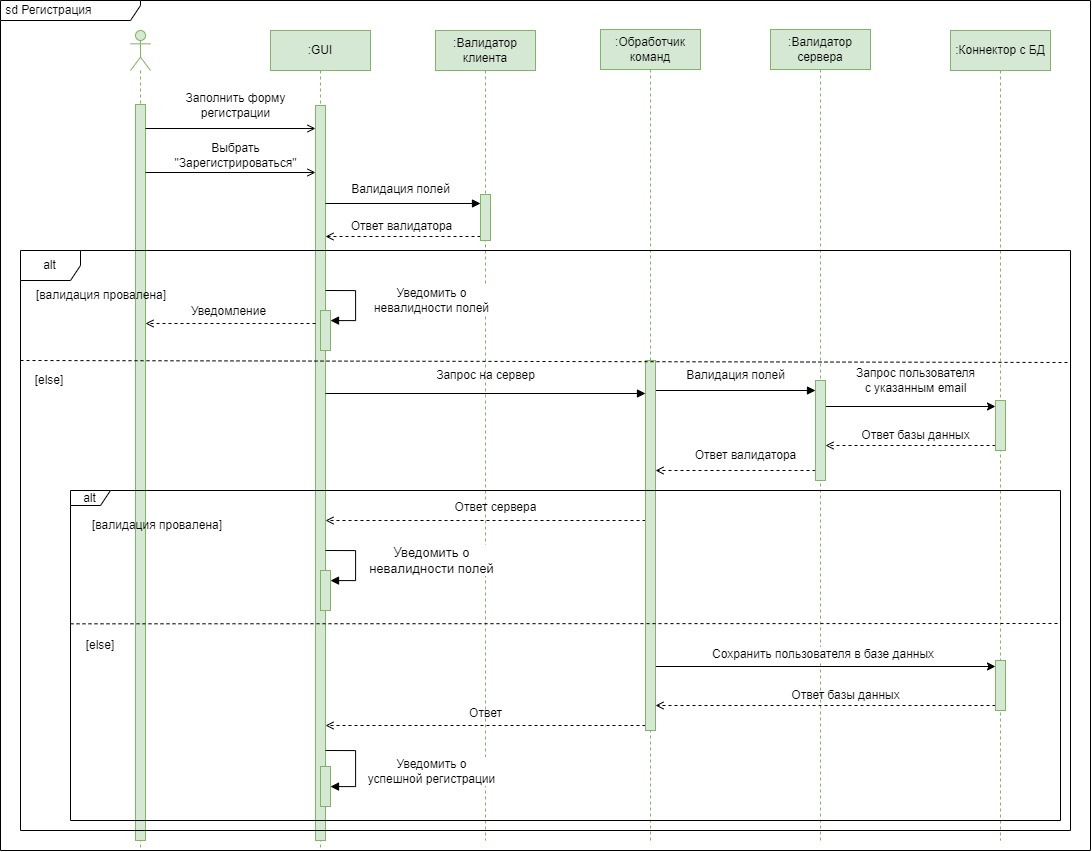 sd Регистрация
:GUI
:Валидатор
клиента
:Обработчик
команд
:Валидатор
сервера
:Коннектор с БД
Заполнить форму
регистрации
Выбрать
"Зарегистрироваться"
Валидация полей
Ответ валидатора
alt
[валидация провалена]
Уведомить о
невалидности полей
Уведомление
[else]
Запрос на сервер
Валидация полей
Запрос пользователя
с указанным email
Ответ базы данных
Ответ валидатора
alt
Ответ сервера
[валидация провалена]
Уведомить о
невалидности полей
[else]
Сохранить пользователя в базе данных
Ответ базы данных
Ответ
Уведомить о
успешной регистрации